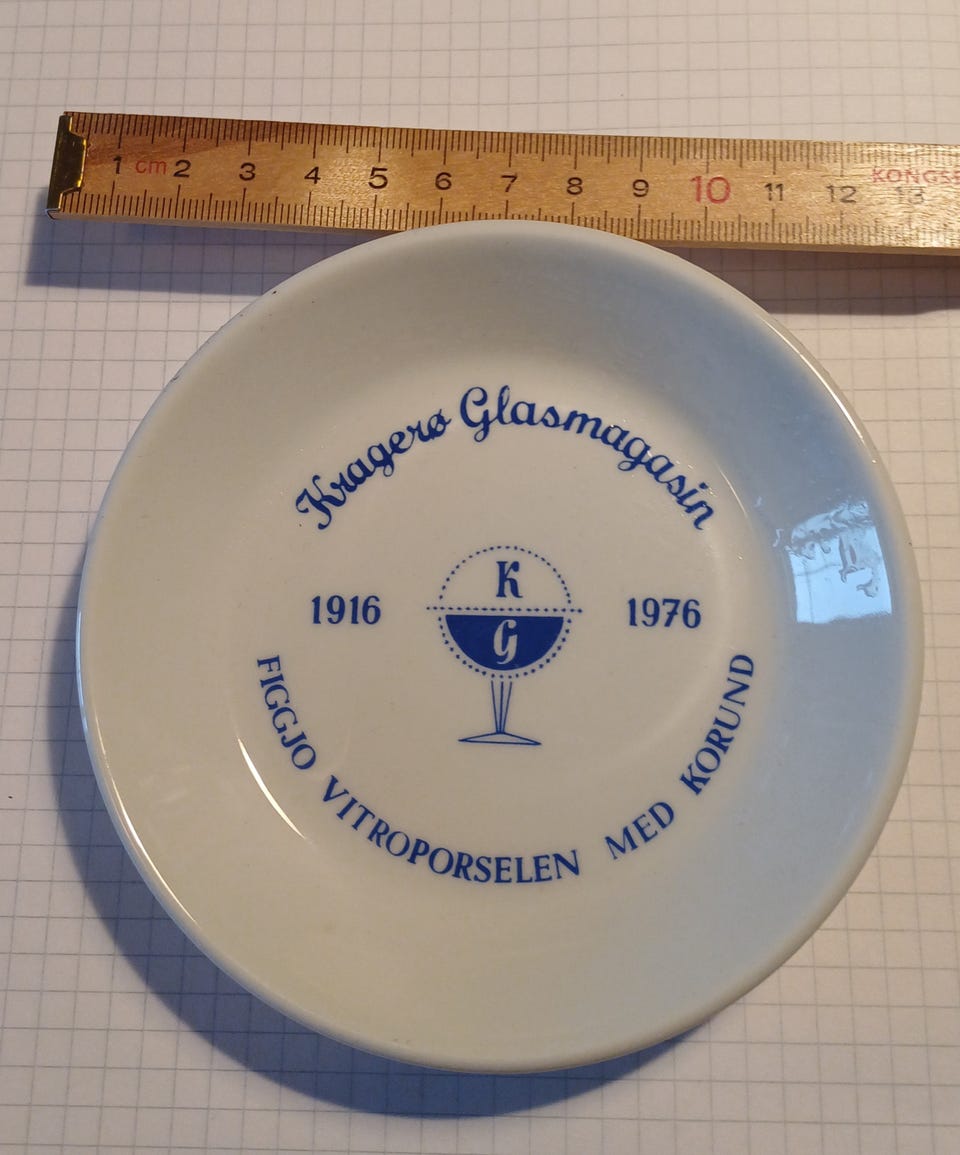 1 cm 2 3 4 5 6 7 8 9 10 11 12 13
KONGSE
Kragerø Glasmagasin
K
1916 1976
G
FIGGJO VITROPORSELEN MED KORUND